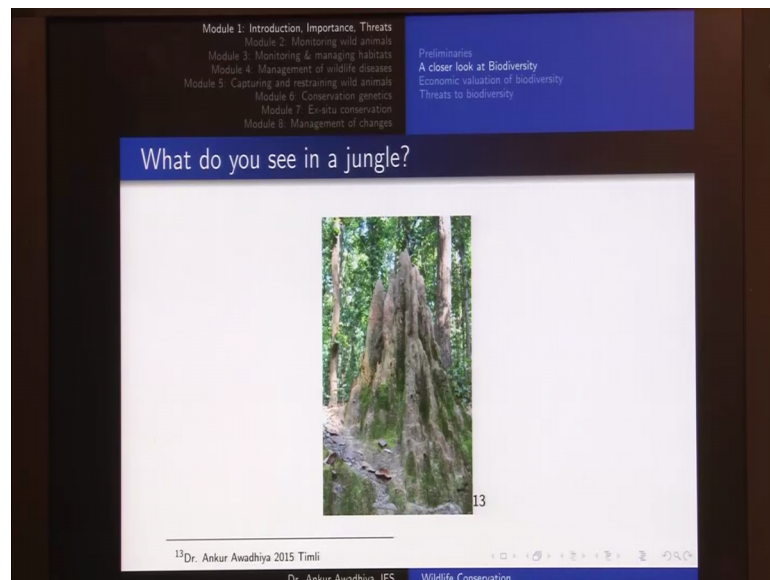 Module 1: Introduction, Importance, Threats
Module 2: Monitoring wild animals
Module 3: Monitoring & managing habitats
Module 4: Management of wildlife diseases
Module 5: Capturing and restraining wild animals
Module 6: Conservation genetics
Module 7: Ex-situ conservation
Module 8: Management of changes
Preliminaries
A closer look at Biodiversity
Economic valuation of biodiversity
Threats to biodiversity
What do you see in a jungle?
13
13Dr. Ankur Awadhiya 2015 Timli
Dr. Ankur Awadhiya, IFS
Wildlife Conservation